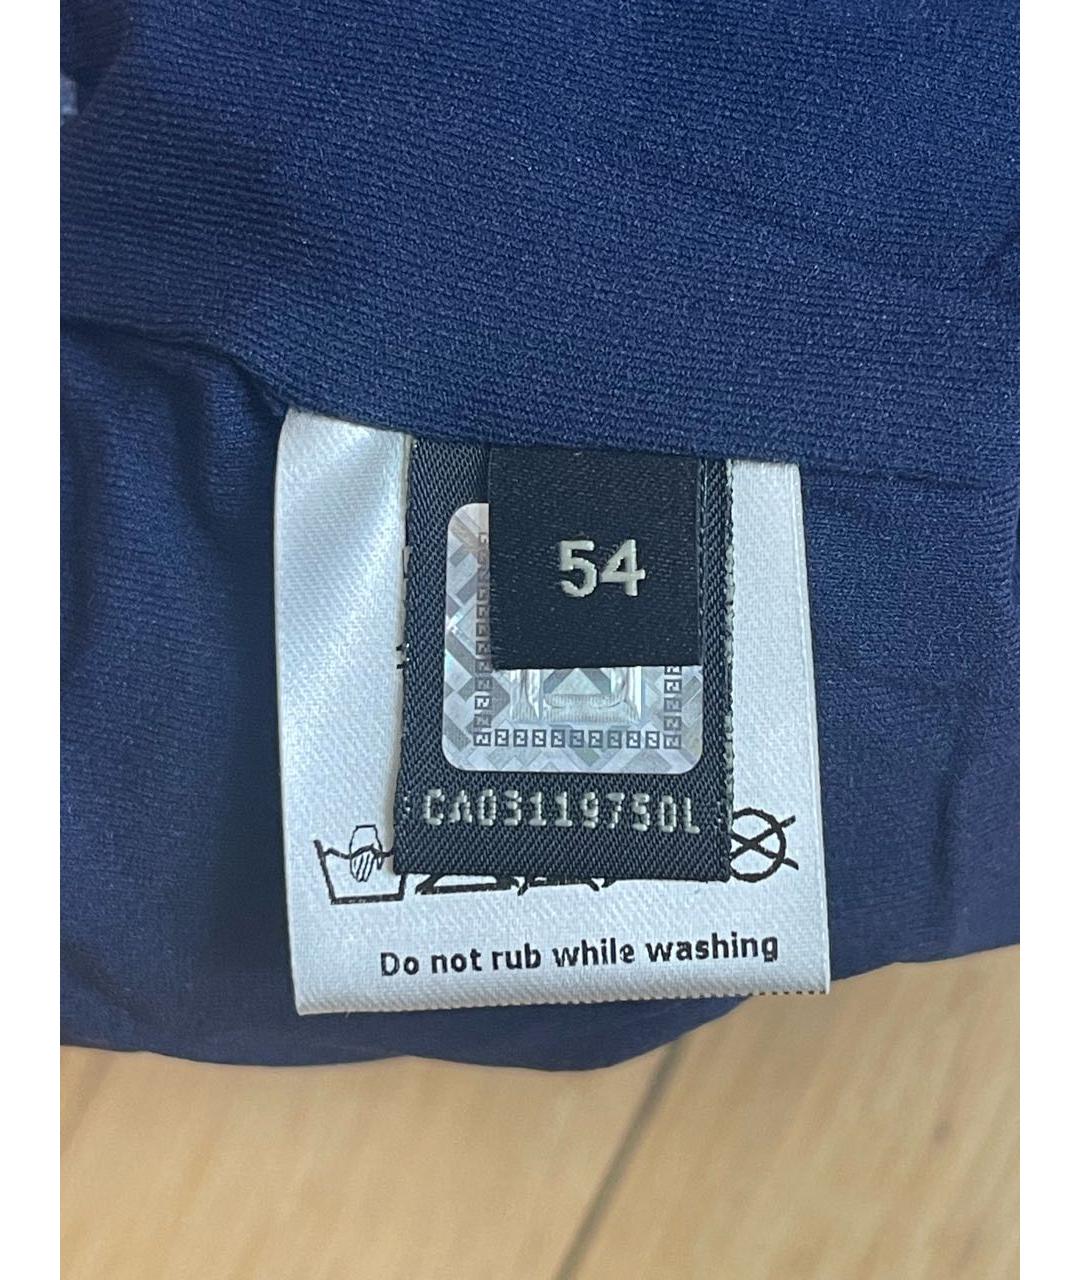 54
CA03119750L
Do not rub while washing